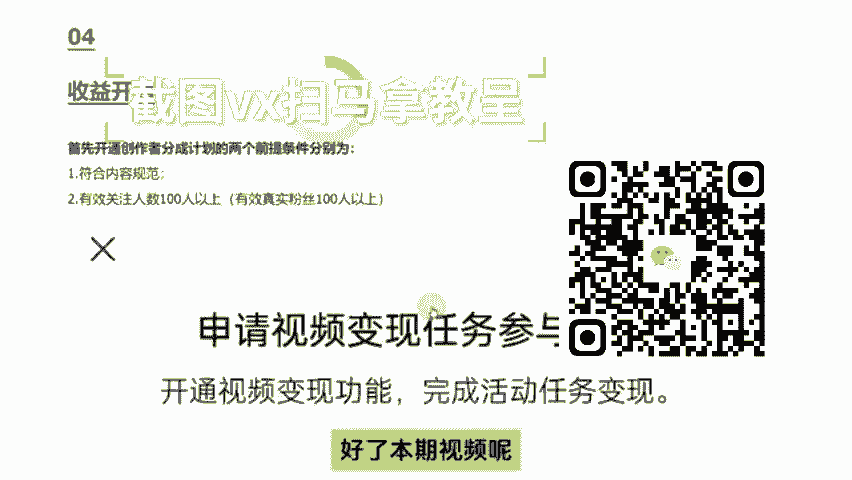 04
截图vx扫马拿教呈
收益开
首先开通创作者分成计划的两个前提条件分别为：
1.符合内容规范；
2.有效关注人数100人以上（有效真实粉丝100人以上）
申请视频变现任务参与
开通视频变现功能，完成活动任务变现。
好了本期视频呢